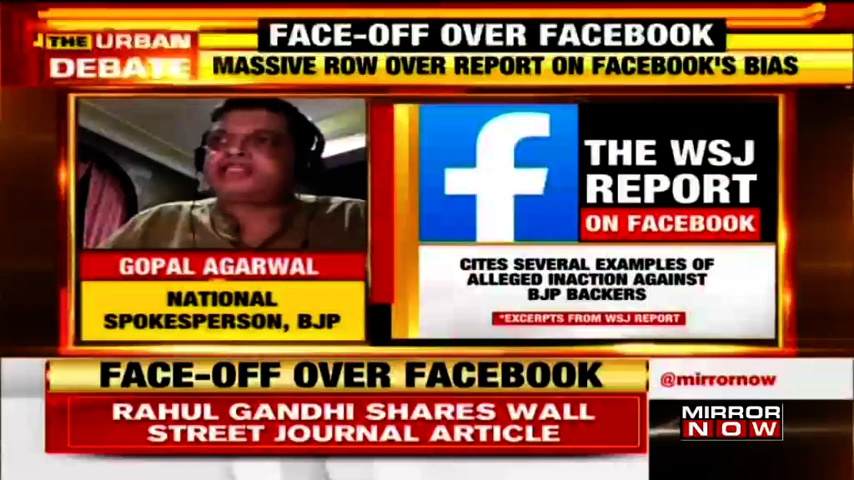 THE URBAN
DEBATE
FACE-OFF OVER FACEBOOK
MASSIVE ROW OVER REPORT ON FACEBOOK'S BIAS
GOPAL AGARWAL
NATIONAL
SPOKESPERSON, BJP
f
THE WSJ
REPORT
ON FACEBOOK
CITES SEVERAL EXAMPLES OF
ALLEGED INACTION AGAINST
BJP BACKERS
*EXCERPTS FROM WSJ REPORT
FACE-OFF OVER FACEBOOK
RAHUL GANDHI SHARES WALL
STREET JOURNAL ARTICLE
@mirrornow
MIRROR
NOW